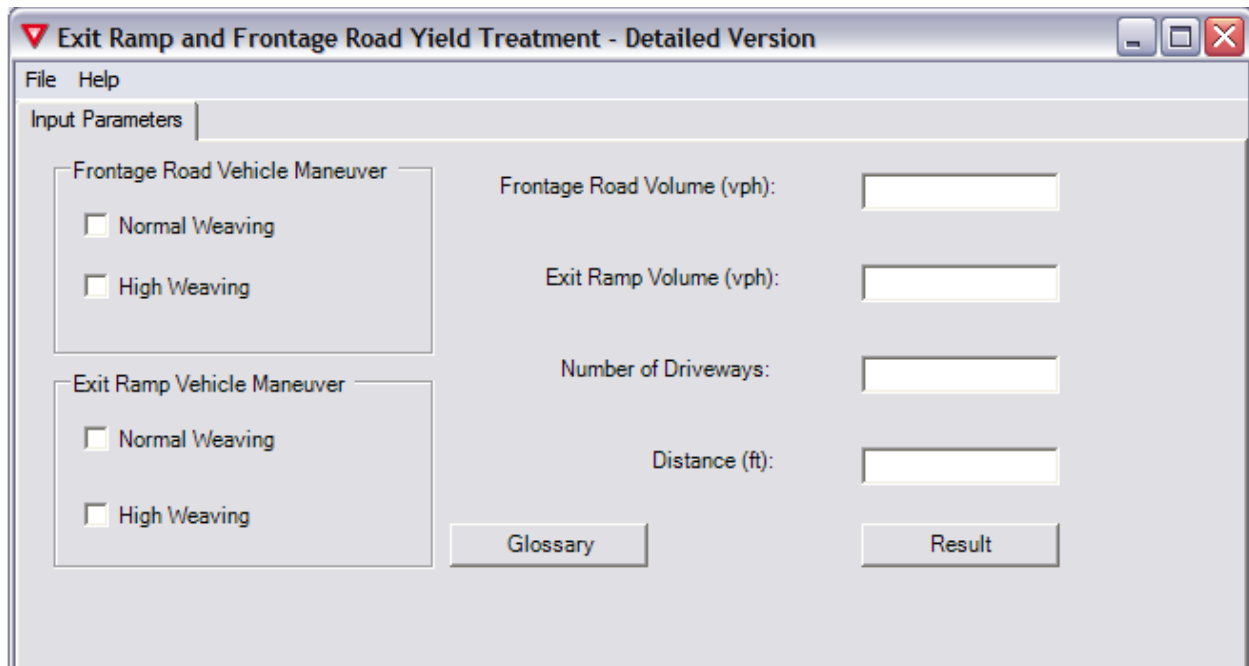 Exit Ramp and Frontage Road Yield Treatment - Detailed Version
File Help
Input Parameters
Frontage Road Vehicle Maneuver
Normal Weaving
High Weaving
Exit Ramp Vehicle Maneuver
Normal Weaving
High Weaving
Frontage Road Volume (vph):
Exit Ramp Volume (vph):
Number of Driveways:
Distance (ft):
Glossary
Result